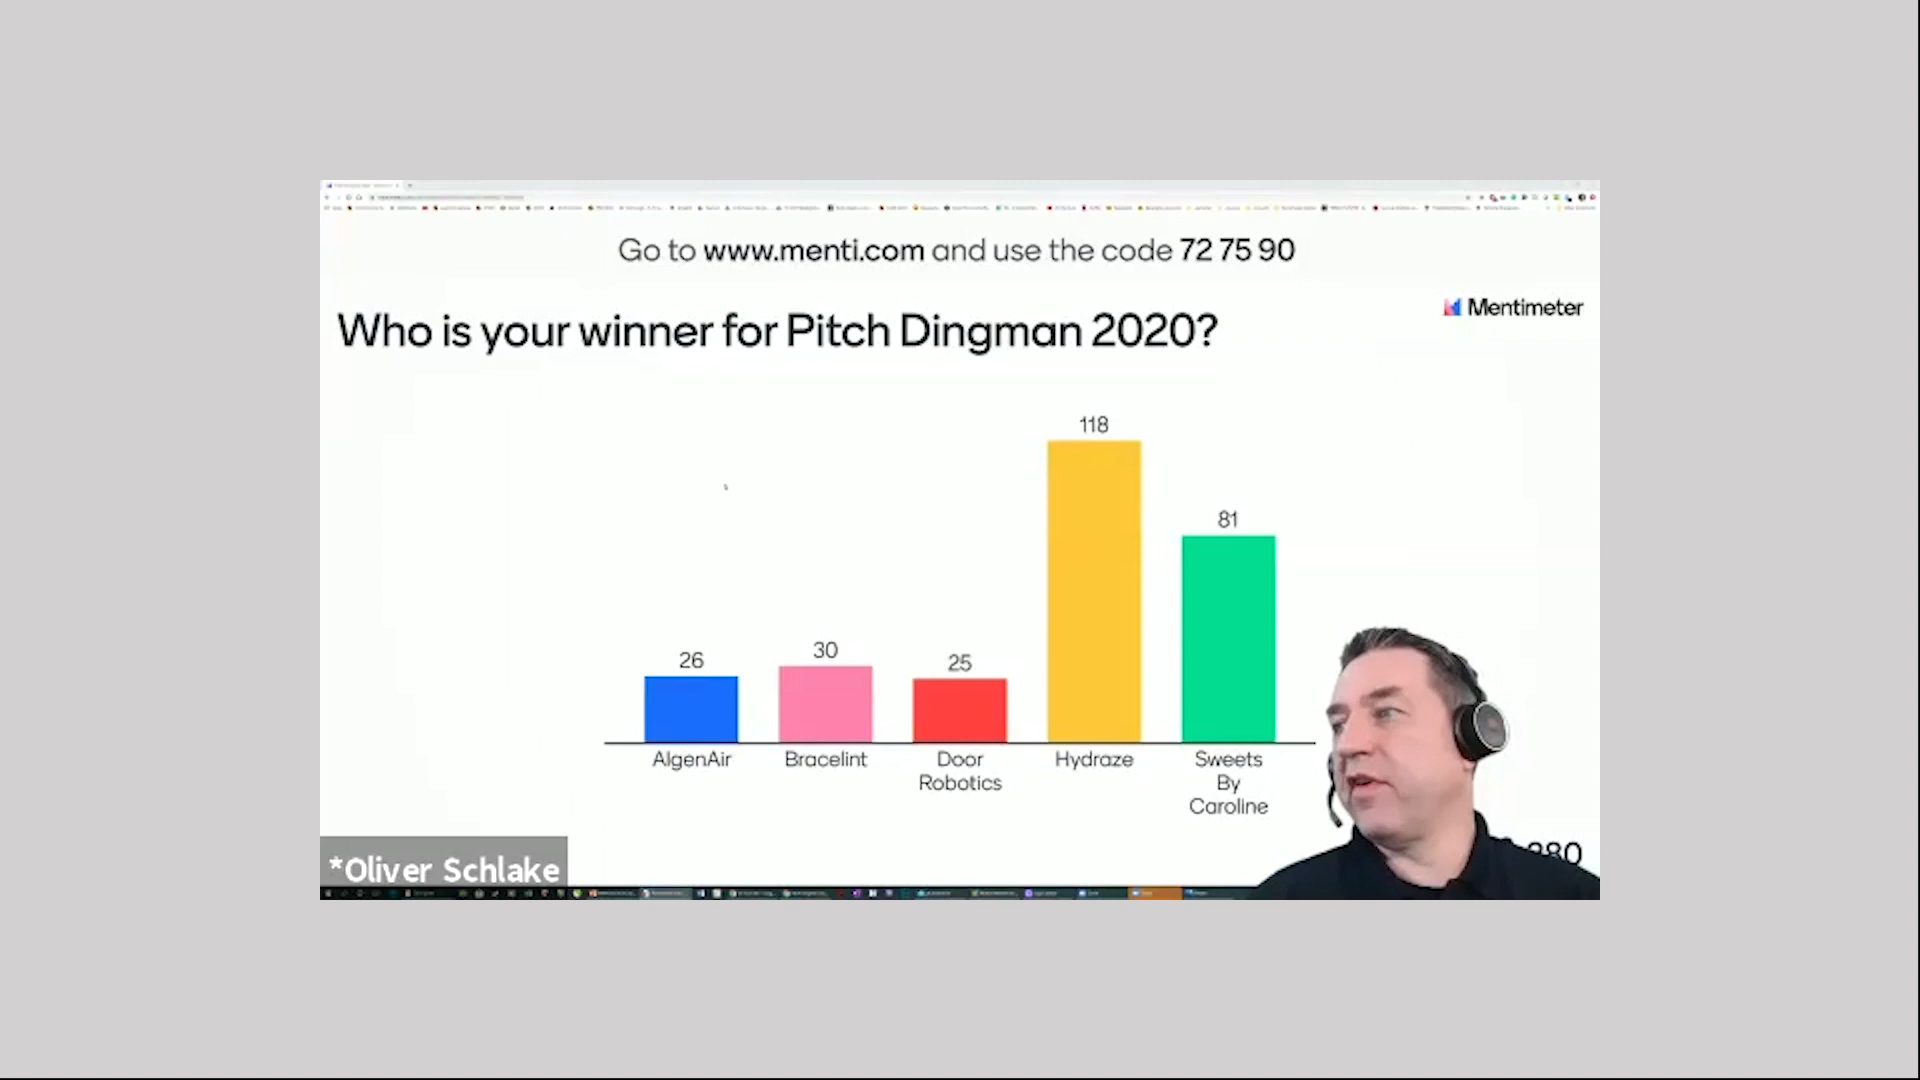 Go to www.menti.com and use the code 72 75 90
Mentimeter
Who is your winner for Pitch Dingman 2020?
118
81
26
30
25
AlgenAir
Bracelint
Door
Robotics
Hydraze
Sweets
By
Caroline
*Oliver Schlake
280